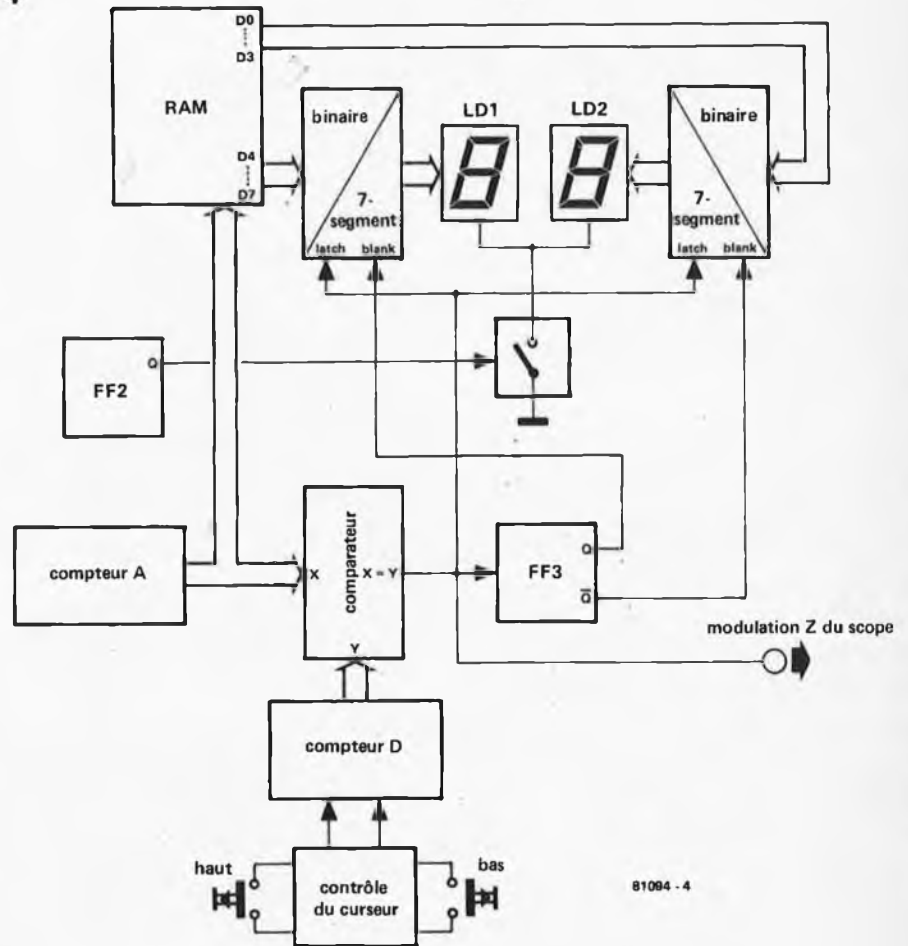 D0
D3
RAM
D4
D7
binaire
7-
segment
latch blank
LD1
LD2
binaire
7-
segment
latch blank
FF2
Q
compteur A
X
comparateur
X = Y
Y
FF3
Q
Q̅
modulation Z du scope
compteur D
haut
contrôle
du curseur
bas
81094 - 4